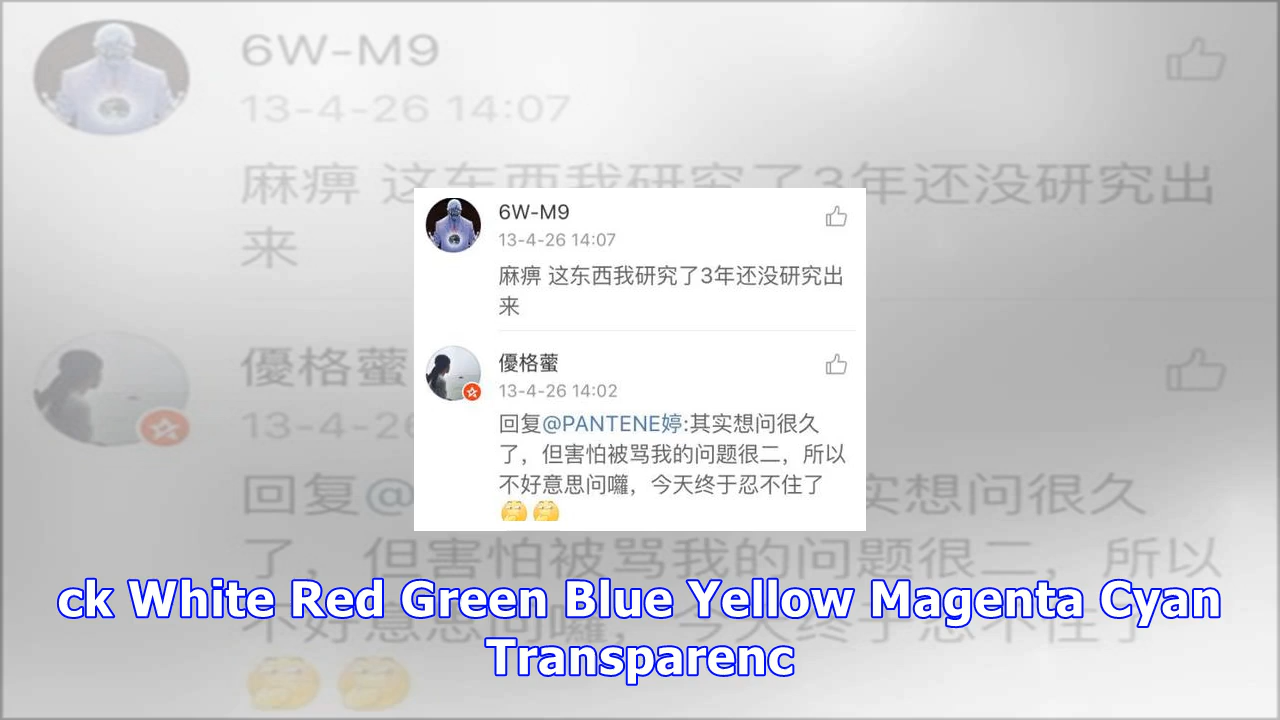 6W-M9
13-4-26 14:07
麻痹 这东西我研究了3年还没研究出
来
優格蘴
13-4-26 14:02
回复@PANTENE婷:其实想问很久
了，但害怕被骂我的问题很二，所以
不好意思问囖，今天终于忍不住了
ck White Red Green Blue Yellow Magenta Cyan
Transparenc